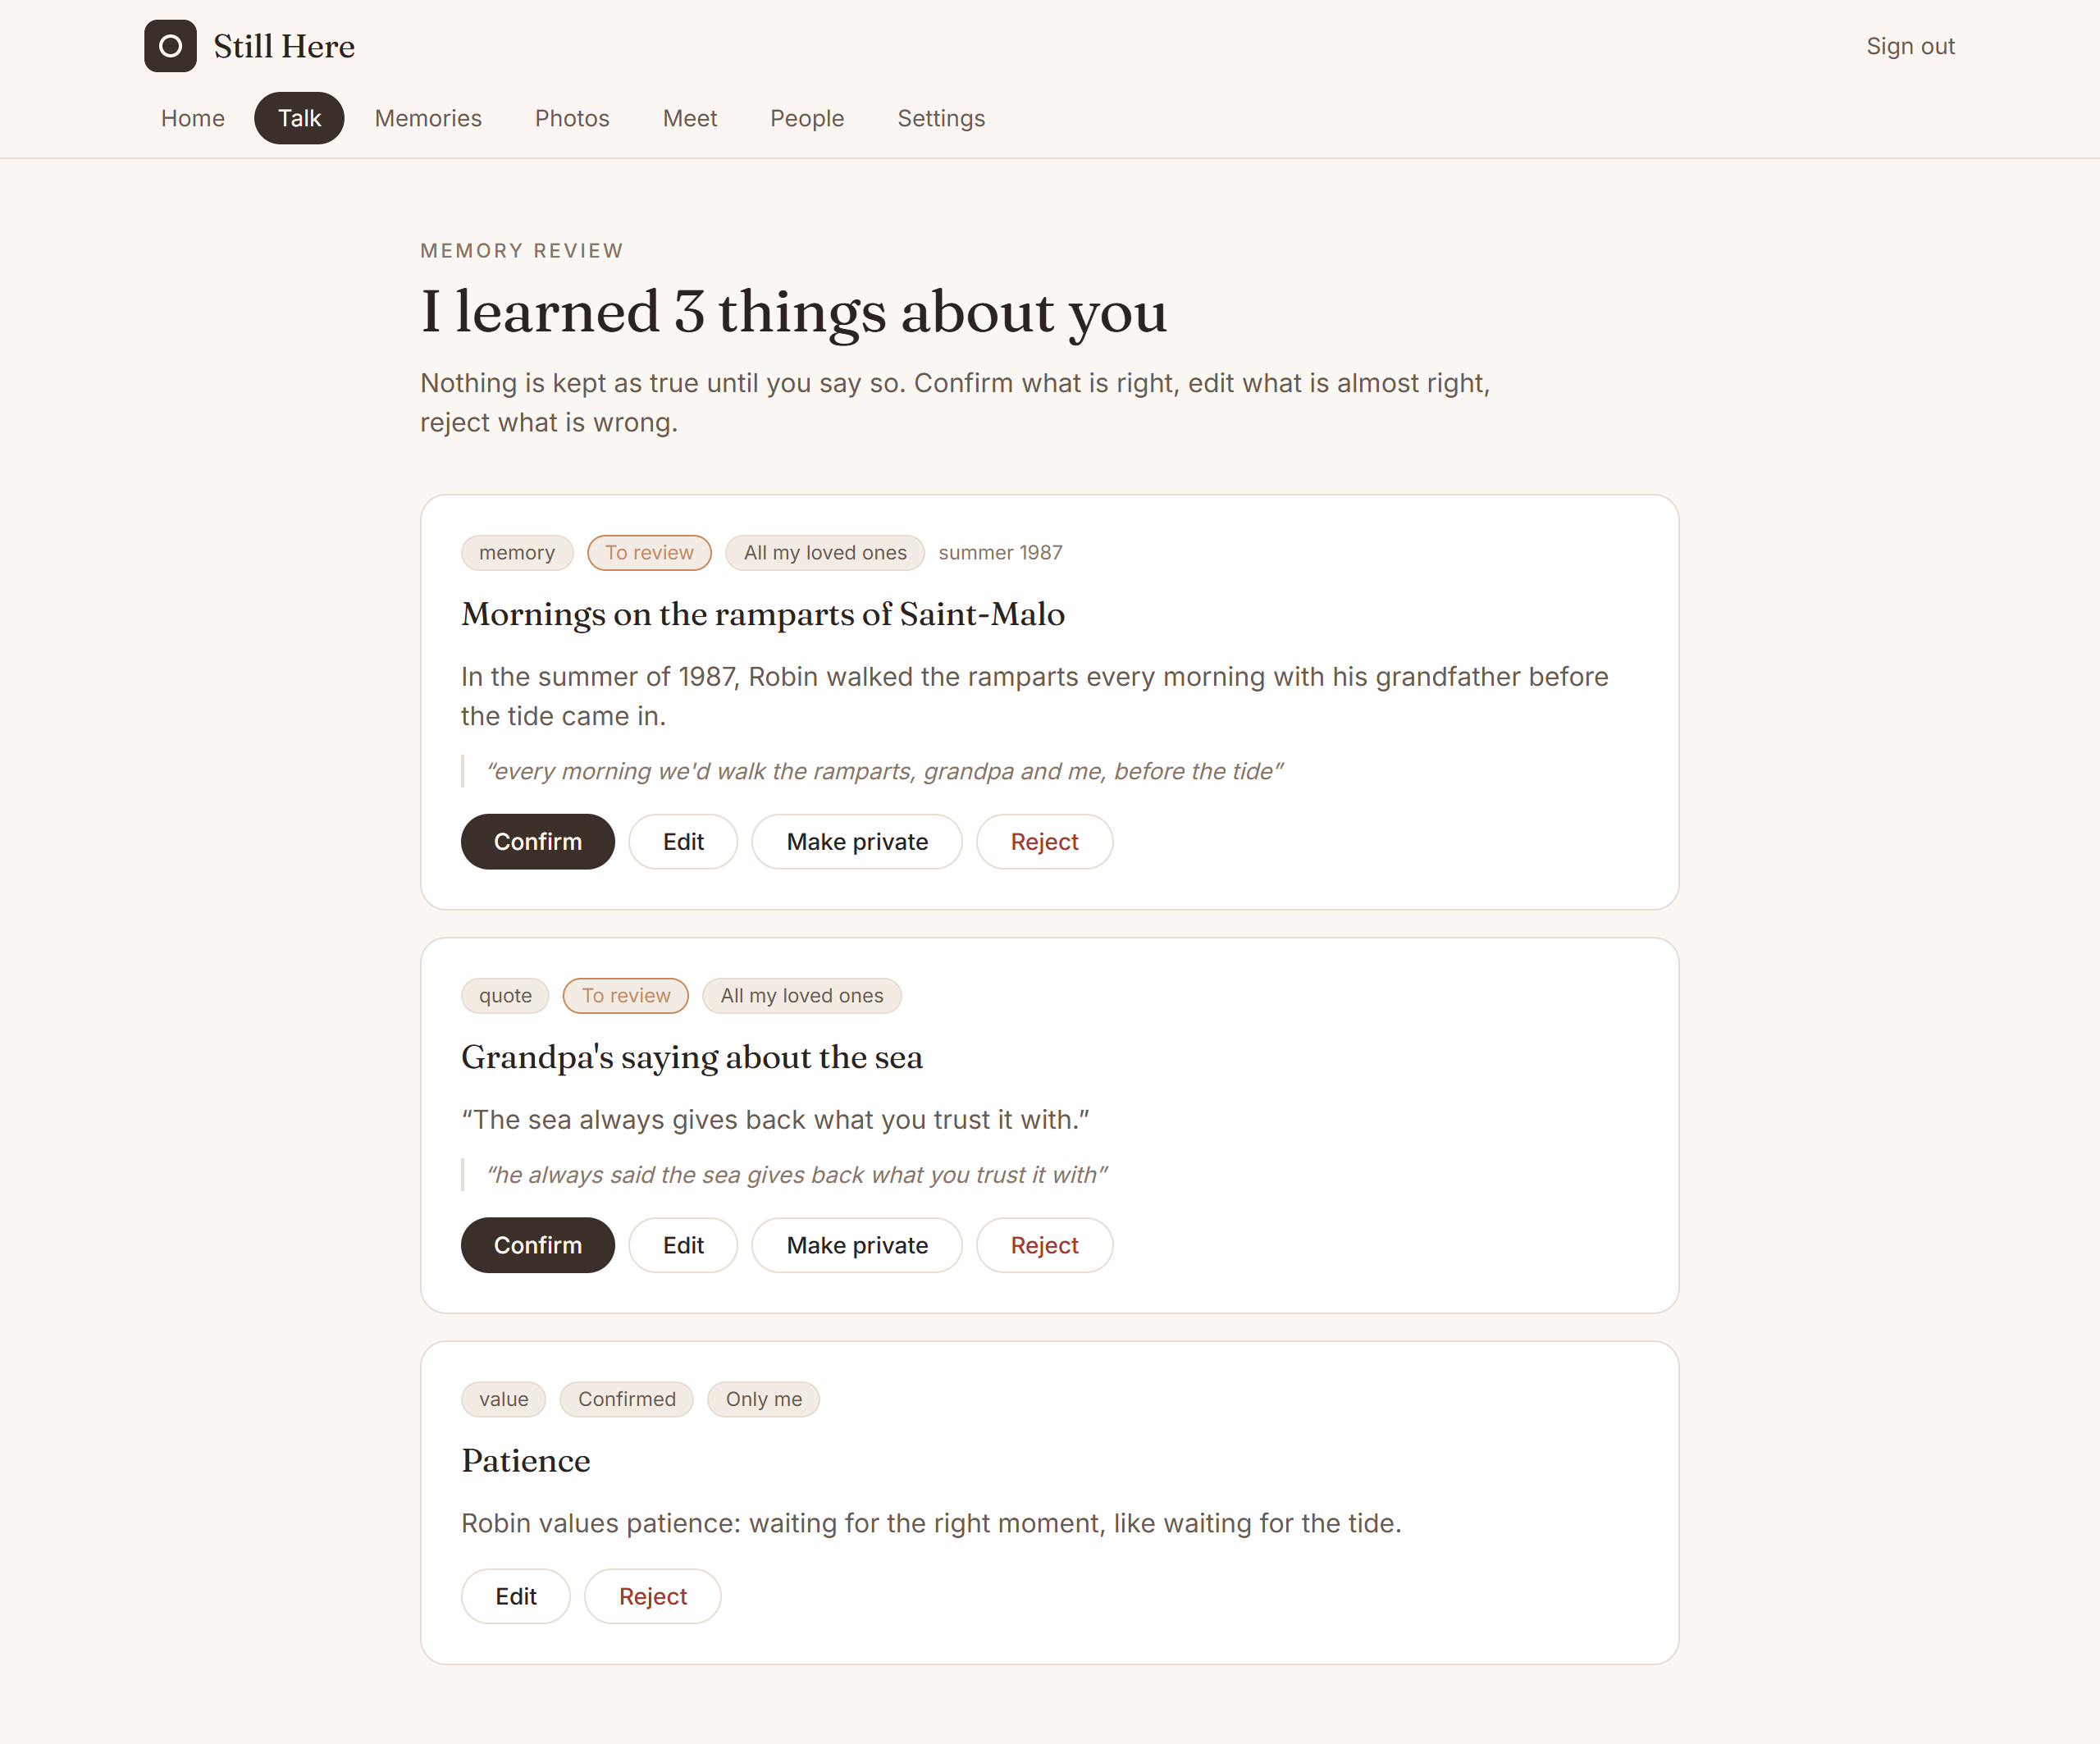 Still Here
Sign out
Home Talk Memories Photos Meet People Settings
MEMORY REVIEW
I learned 3 things about you
Nothing is kept as true until you say so. Confirm what is right, edit what is almost right,
reject what is wrong.
memory To review All my loved ones summer 1987
Mornings on the ramparts of Saint-Malo
In the summer of 1987, Robin walked the ramparts every morning with his grandfather before
the tide came in.
“every morning we'd walk the ramparts, grandpa and me, before the tide”
Confirm Edit Make private Reject
quote To review All my loved ones
Grandpa's saying about the sea
“The sea always gives back what you trust it with.”
“he always said the sea gives back what you trust it with”
Confirm Edit Make private Reject
value Confirmed Only me
Patience
Robin values patience: waiting for the right moment, like waiting for the tide.
Edit Reject